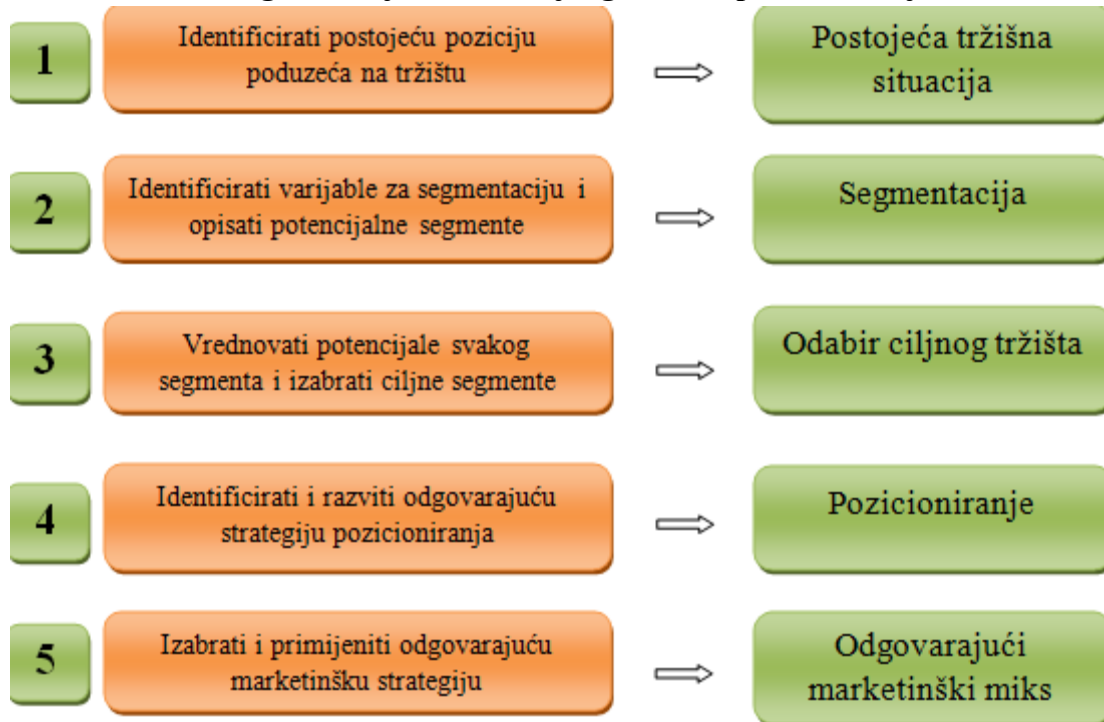 1
Identificirati postojeću poziciju
poduzeća na tržištu
Postojeća tržišna
situacija
2
Identificirati varijable za segmentaciju i
opisati potencijalne segmente
Segmentacija
3
Vrednovati potencijale svakog
segmenta i izabrati ciljne segmente
Odabir ciljnog tržišta
4
Identificirati i razviti odgovarajuću
strategiju pozicioniranja
Pozicioniranje
5
Izabrati i primijeniti odgovarajuću
marketinšku strategiju
Odgovarajući
marketinški miks